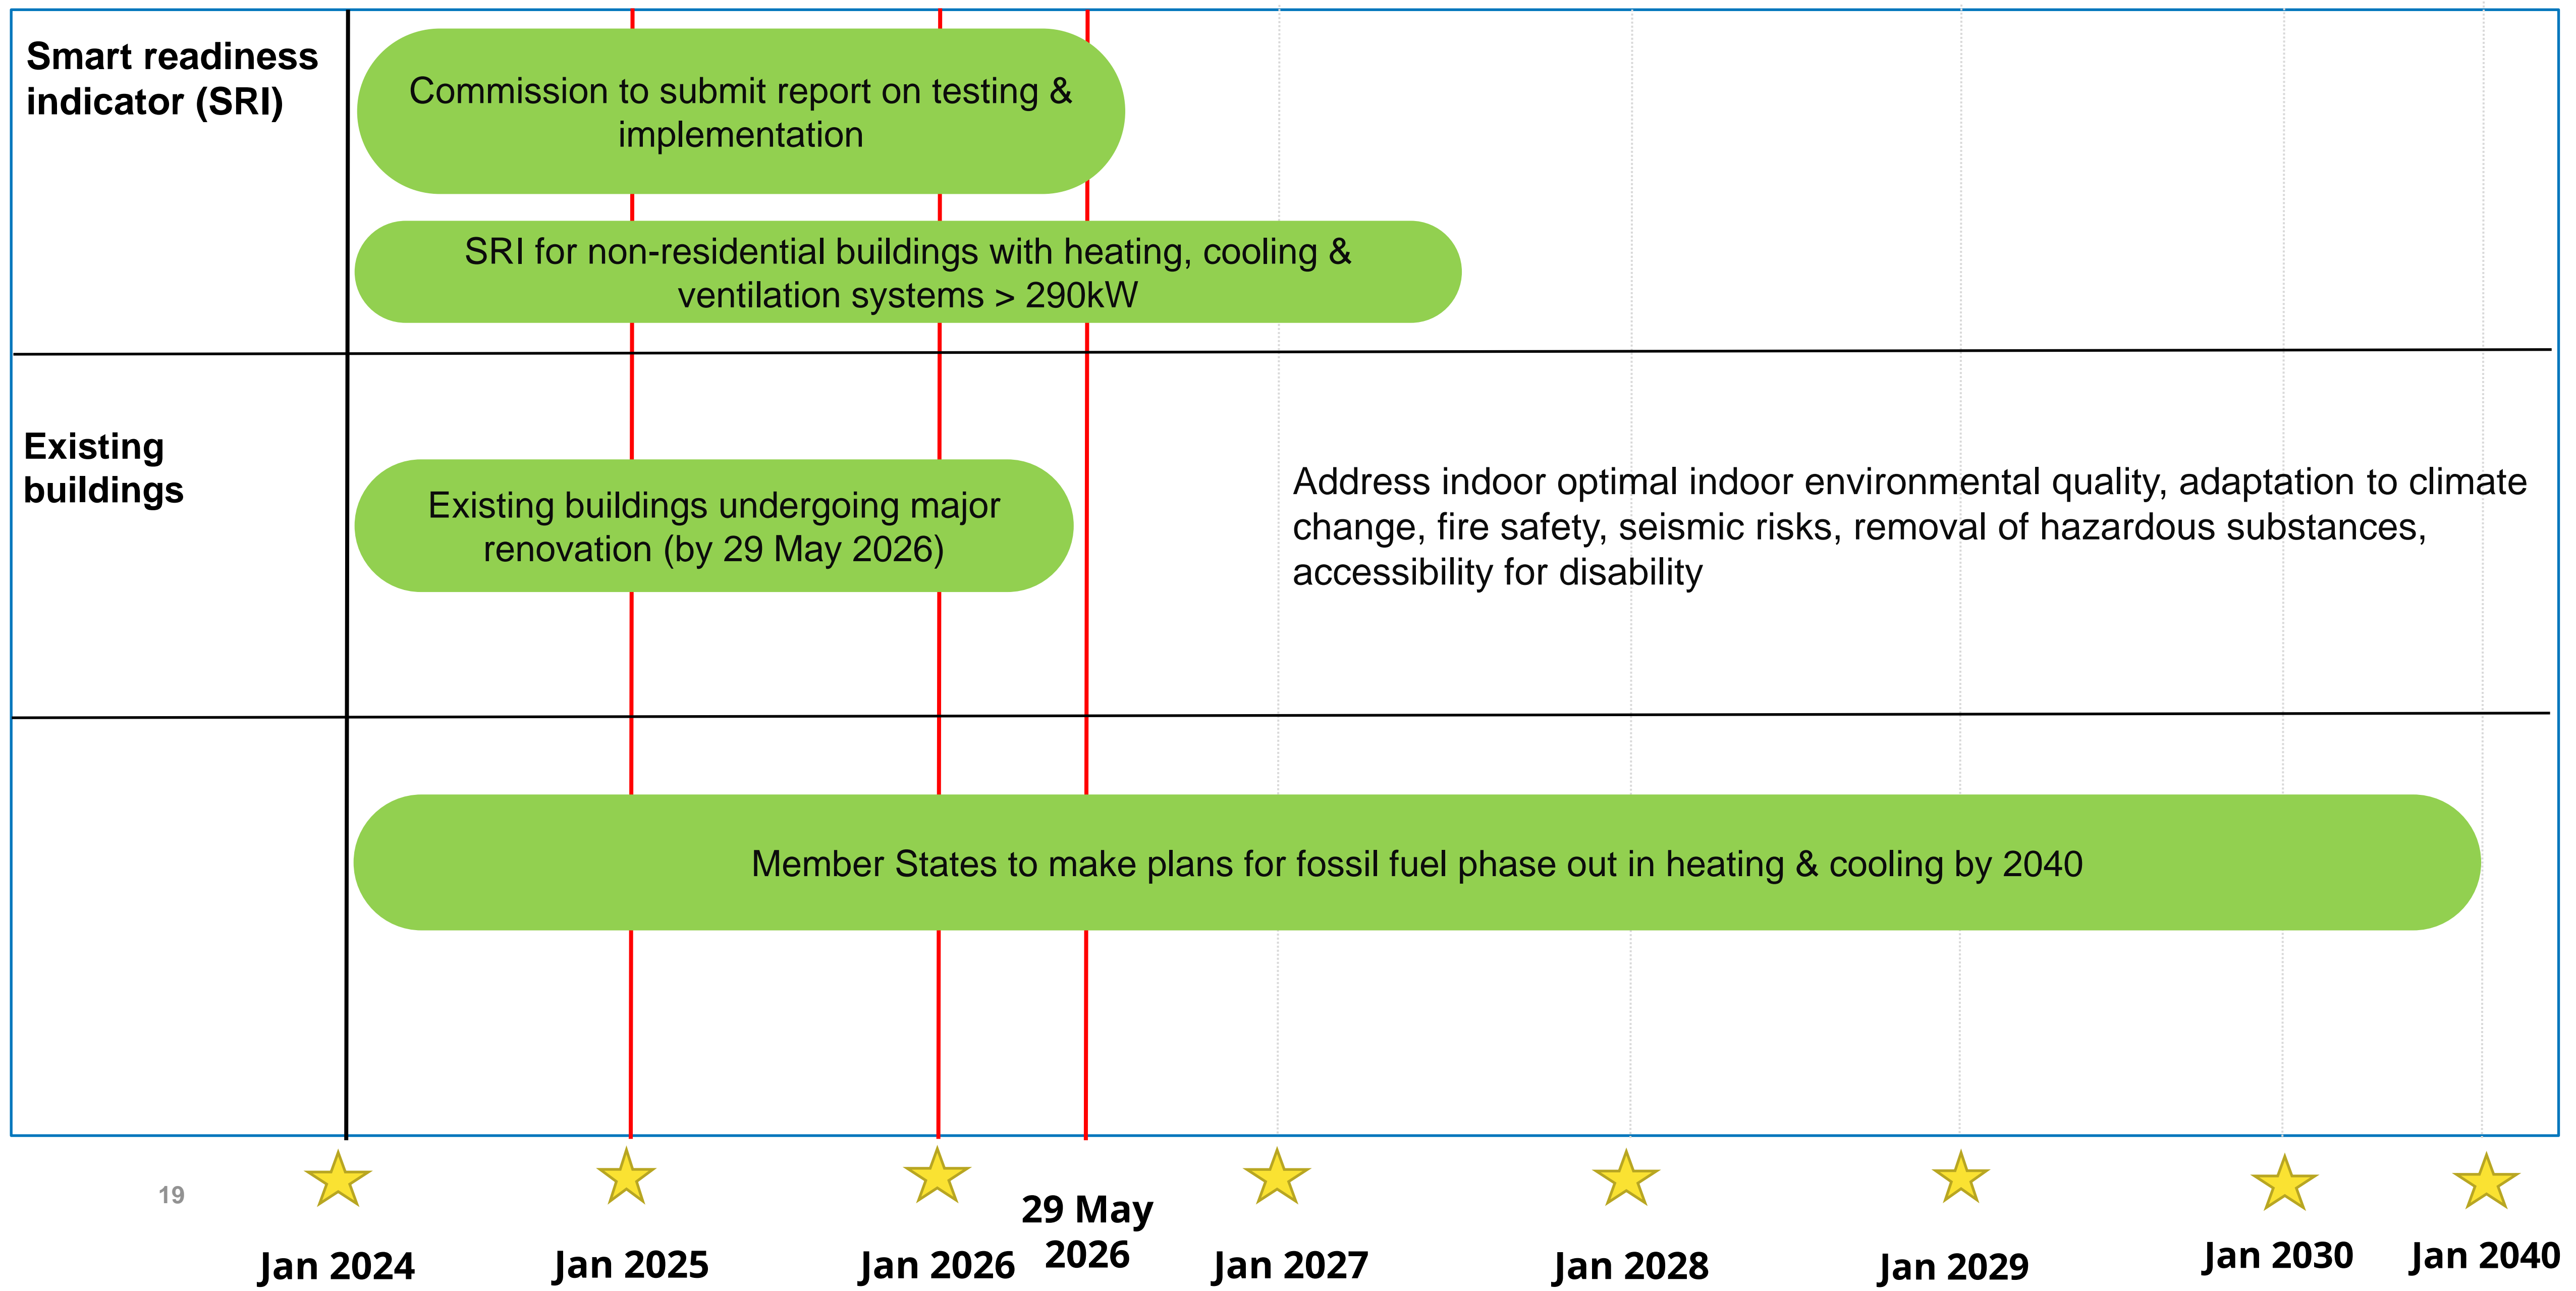 Smart readiness
indicator (SRI)
Commission to submit report on testing &
implementation
SRI for non-residential buildings with heating, cooling &
ventilation systems > 290kW
Existing
buildings
Existing buildings undergoing major
renovation (by 29 May 2026)
Address indoor optimal indoor environmental quality, adaptation to climate
change, fire safety, seismic risks, removal of hazardous substances,
accessibility for disability
Member States to make plans for fossil fuel phase out in heating & cooling by 2040
19
Jan 2024
Jan 2025
Jan 2026
29 May
2026
Jan 2027
Jan 2028
Jan 2029
Jan 2030
Jan 2040